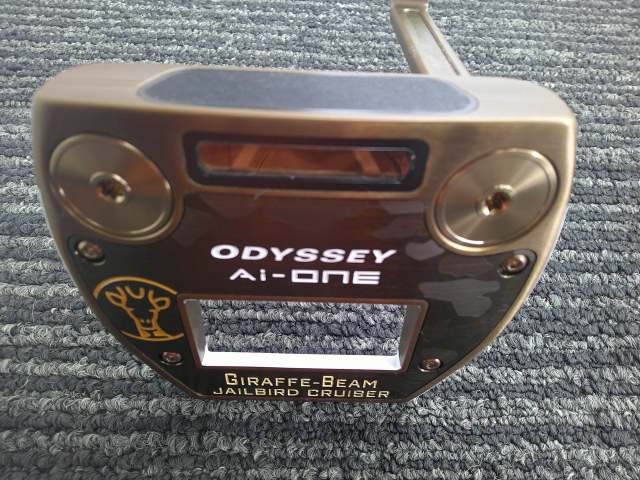 ODYSSEY
Ai-ONE
GIRAFFE-BEAM
JAILBIRD CRUISER